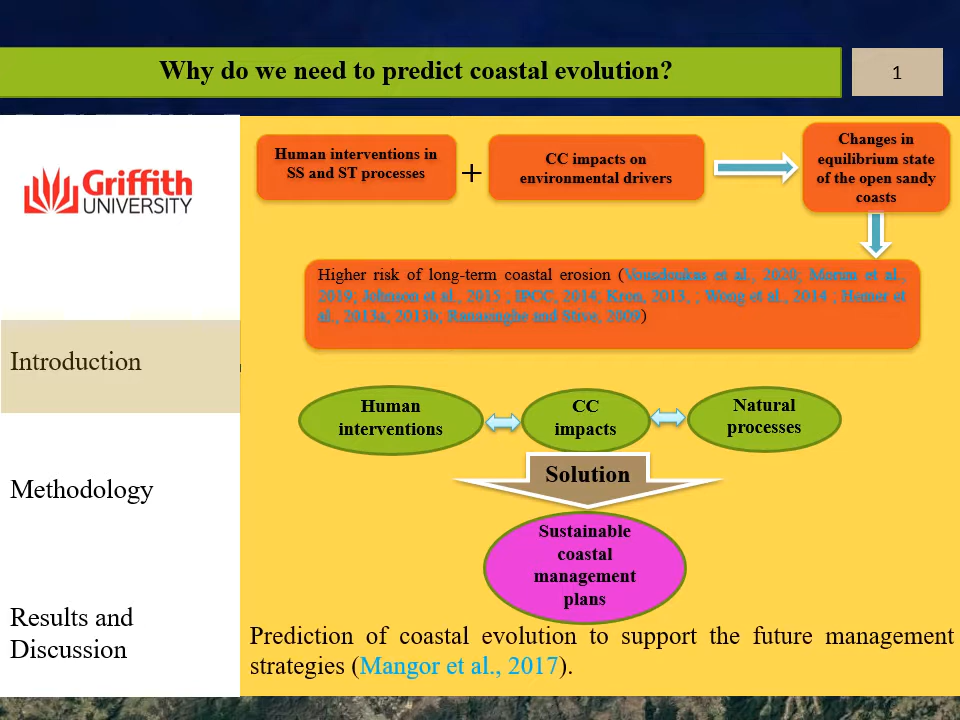 Why do we need to predict coastal evolution?
1
Griffith
UNIVERSITY
Introduction
Methodology
Results and
Discussion
Human interventions in
SS and ST processes
+
CC impacts on
environmental drivers
Changes in
equilibrium state
of the open sandy
coasts
Higher risk of long-term coastal erosion (Vousdoukas et al., 2020; Morim et al.,
2019; Johnson et al., 2015 ; IPCC, 2014; Kron, 2013, ; Wong et al., 2014 ; Hemer et
al., 2013a; 2013b; Ranasinghe and Stive, 2009)
Human
interventions
CC
impacts
Natural
processes
Solution
Sustainable
coastal
management
plans
Prediction of coastal evolution to support the future management
strategies (Mangor et al., 2017).